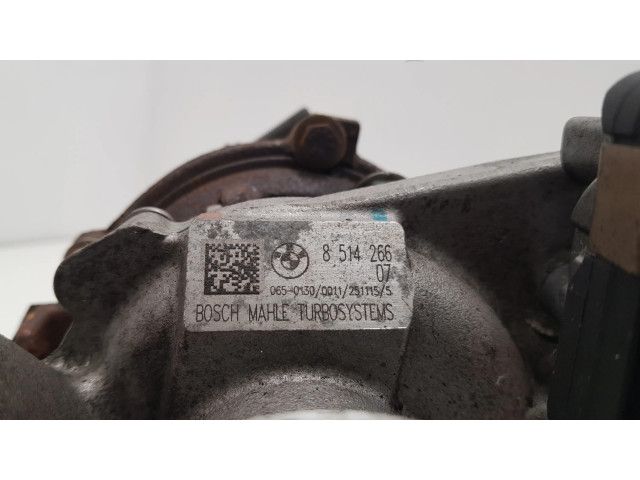 8 514 266
07
065-0130/0011/251115/5
BOSCH MAHLE TURBOSYSTEMS